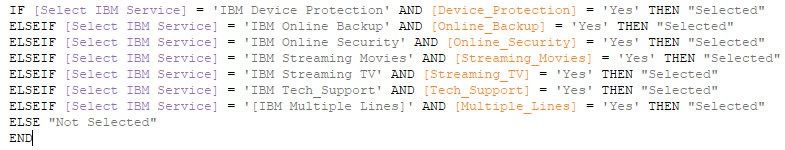 IF [Select IBM Service] = 'IBM Device Protection' AND [Device_Protection] = 'Yes' THEN "Selected"
ELSEIF [Select IBM Service] = 'IBM Online Backup' AND [Online_Backup] = 'Yes' THEN "Selected"
ELSEIF [Select IBM Service] = 'IBM Online Security' AND [Online_Security] = 'Yes' THEN "Selected"
ELSEIF [Select IBM Service] = 'IBM Streaming Movies' AND [Streaming_Movies] = 'Yes' THEN "Selected"
ELSEIF [Select IBM Service] = 'IBM Streaming TV' AND [Streaming_TV] = 'Yes' THEN "Selected"
ELSEIF [Select IBM Service] = 'IBM Tech_Support' AND [Tech_Support] = 'Yes' THEN "Selected"
ELSEIF [Select IBM Service] = '[IBM Multiple Lines]' AND [Multiple_Lines] = 'Yes' THEN "Selected"
ELSE "Not Selected"
END